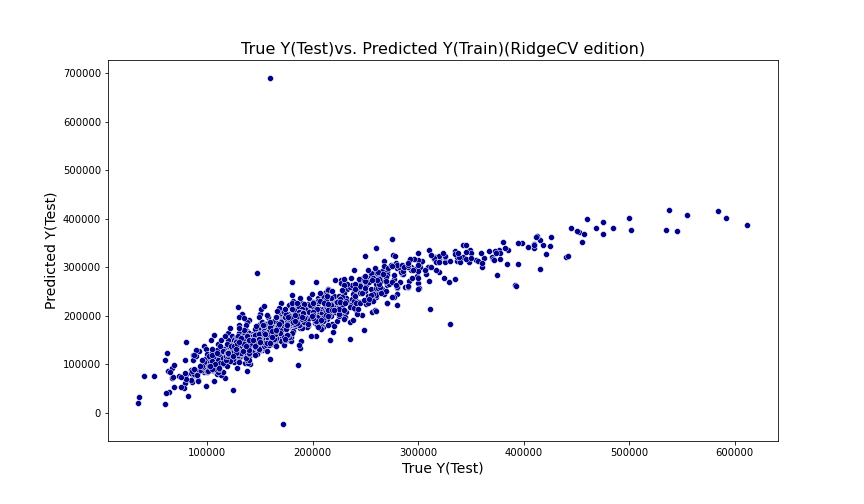 True Y(Test)vs. Predicted Y(Train)(RidgeCV edition)
700000
600000
500000
400000
300000
200000
100000
0
Predicted Y(Test)
100000 200000 300000 400000 500000 600000
True Y(Test)